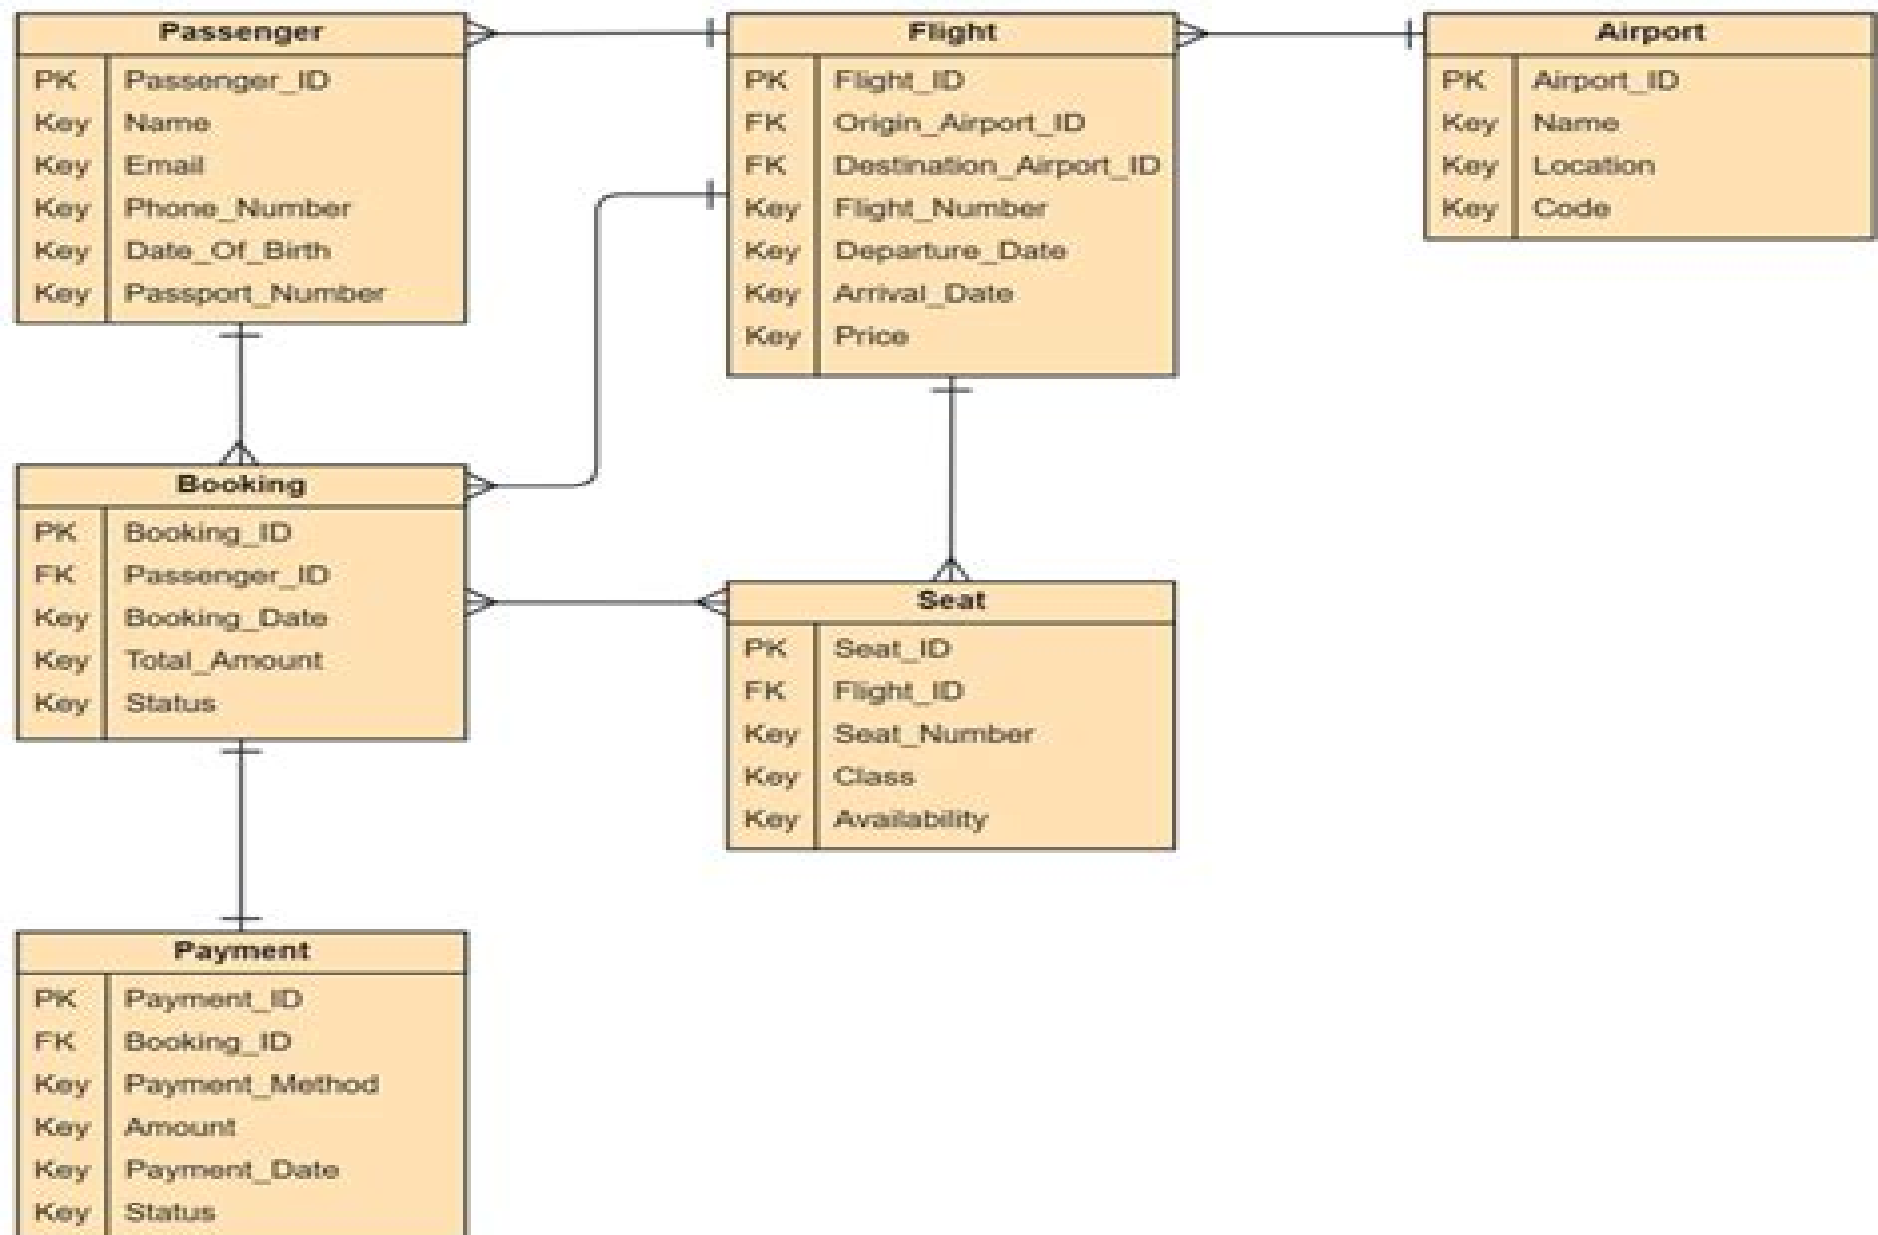 Passenger
PK Passenger_ID
Key Name
Key Email
Key Phone_Number
Key Date_Of_Birth
Key Passport_Number
Flight
PK Flight_ID
FK Origin_Airport_ID
FK Destination_Airport_ID
Key Flight_Number
Key Departure_Date
Key Arrival_Date
Key Price
Airport
PK Airport_ID
Key Name
Key Location
Key Code
Booking
PK Booking_ID
FK Passenger_ID
Key Booking_Date
Key Total_Amount
Key Status
Seat
PK Seat_ID
FK Flight_ID
Key Seat_Number
Key Class
Key Availability
Payment
PK Payment_ID
FK Booking_ID
Key Payment_Method
Key Amount
Key Payment_Date
Key Status